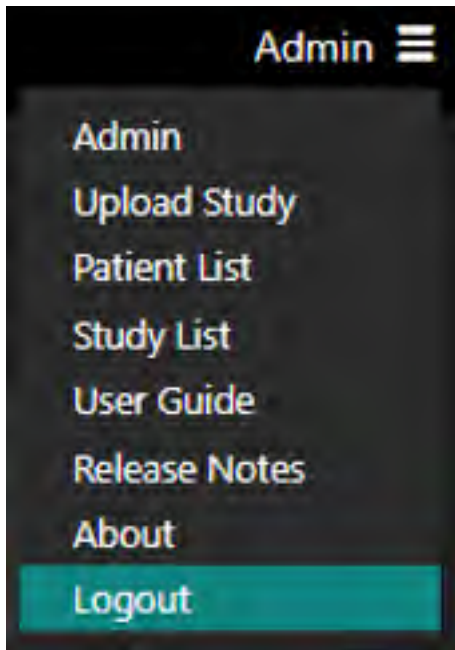 Admin
Admin
Upload Study
Patient List
Study List
User Guide
Release Notes
About
Logout